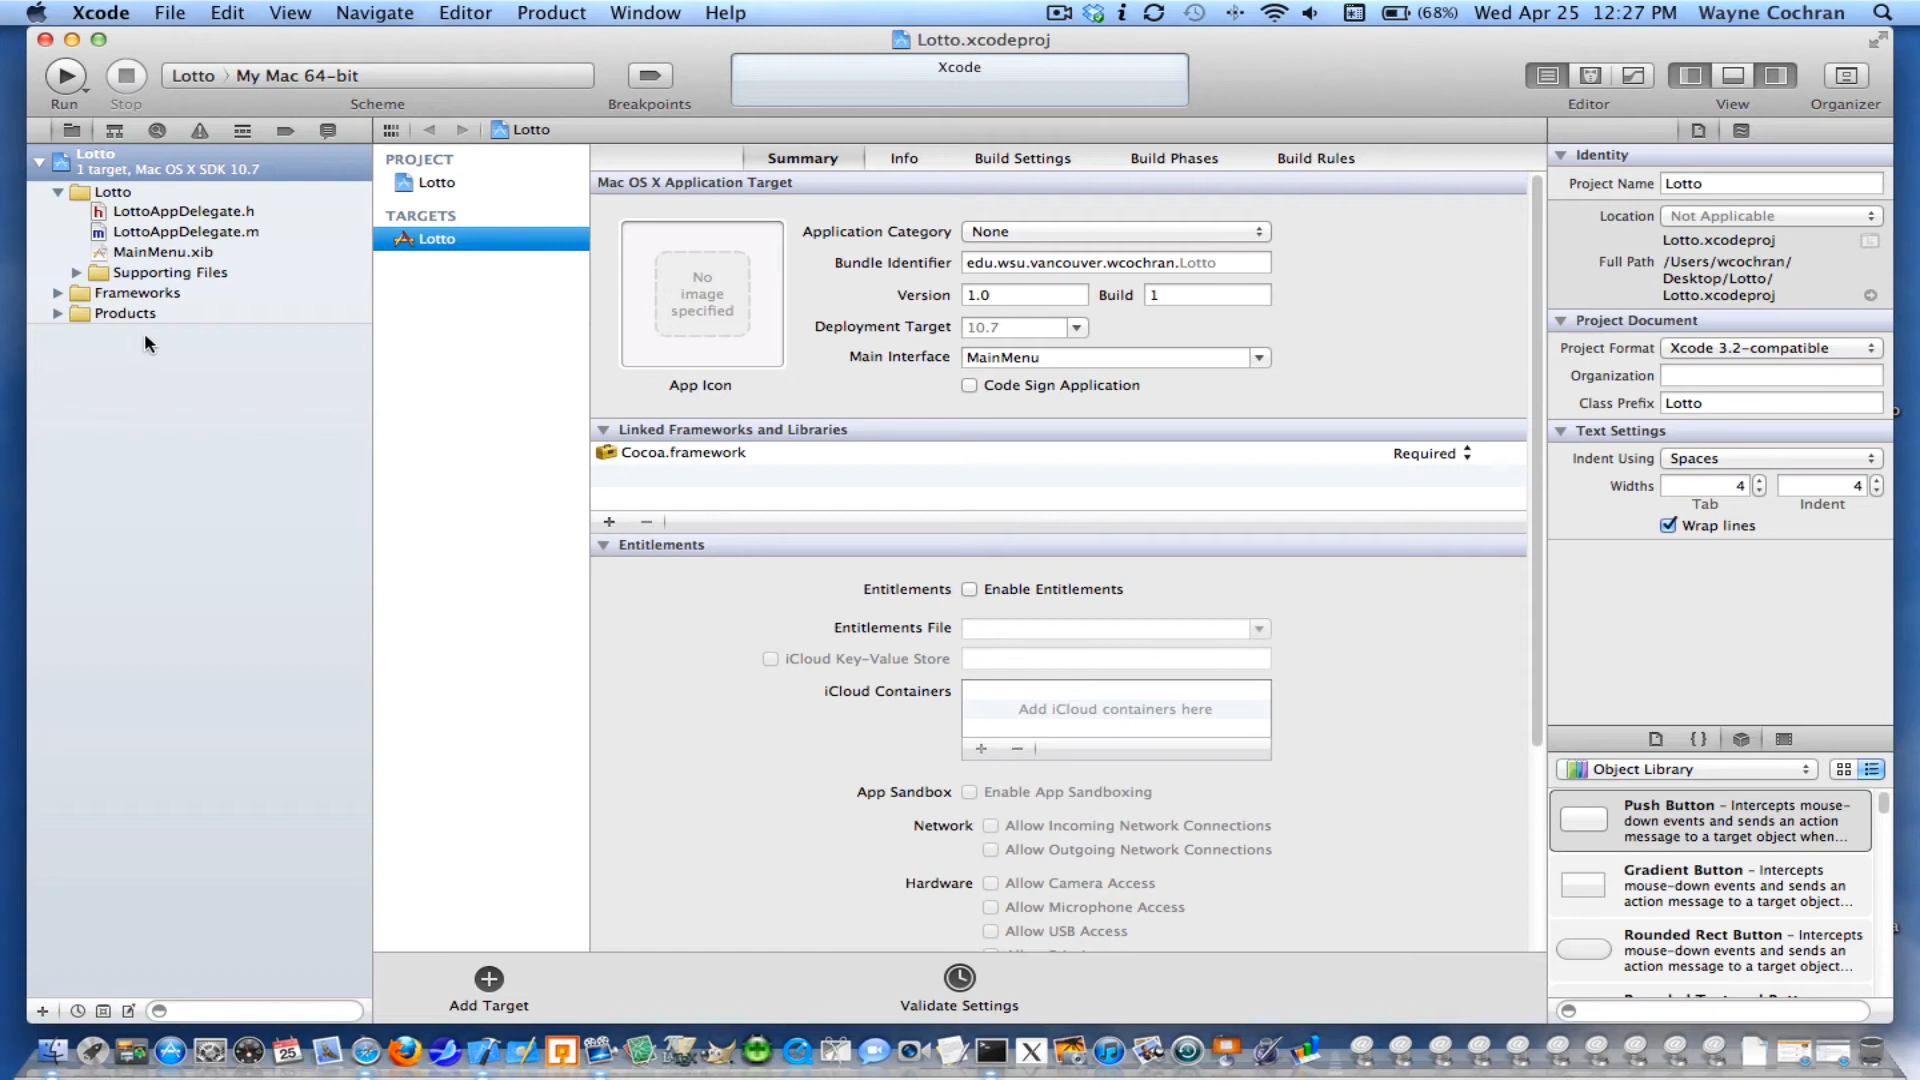 Xcode File Edit View Navigate Editor Product Window Help (68%) Wed Apr 25 12:27 PM Wayne Cochran
Lotto.xcodeproj
Lotto My Mac 64-bit
Xcode
Run Stop Scheme Breakpoints Editor View Organizer
Lotto
Lotto
1 target, Mac OS X SDK 10.7
Lotto
LottoAppDelegate.h
LottoAppDelegate.m
MainMenu.xib
Supporting Files
Frameworks
Products
PROJECT
Lotto
TARGETS
Lotto
Summary Info Build Settings Build Phases Build Rules
Mac OS X Application Target
No
image
specified
App Icon
Application Category None
Bundle Identifier edu.wsu.vancouver.wcochran.Lotto
Version 1.0 Build 1
Deployment Target 10.7
Main Interface MainMenu
Code Sign Application
Linked Frameworks and Libraries
Cocoa.framework Required
Entitlements
Entitlements Enable Entitlements
Entitlements File
iCloud Key-Value Store
iCloud Containers
Add iCloud containers here
App Sandbox Enable App Sandboxing
Network Allow Incoming Network Connections
Allow Outgoing Network Connections
Hardware Allow Camera Access
Allow Microphone Access
Allow USB Access
Add Target Validate Settings
Identity
Project Name Lotto
Location Not Applicable
Lotto.xcodeproj
Full Path /Users/wcochran/
Desktop/Lotto/
Lotto.xcodeproj
Project Document
Project Format Xcode 3.2-compatible
Organization
Class Prefix Lotto
Text Settings
Indent Using Spaces
Widths 4 4
Tab Indent
Wrap lines
{ }
Object Library
Push Button - Intercepts mouse-
down events and sends an action
message to a target object when...
Gradient Button - Intercepts
mouse-down events and sends an
action message to a target object...
Rounded Rect Button - Intercepts
mouse-down events and sends an
action message to a target object...
25